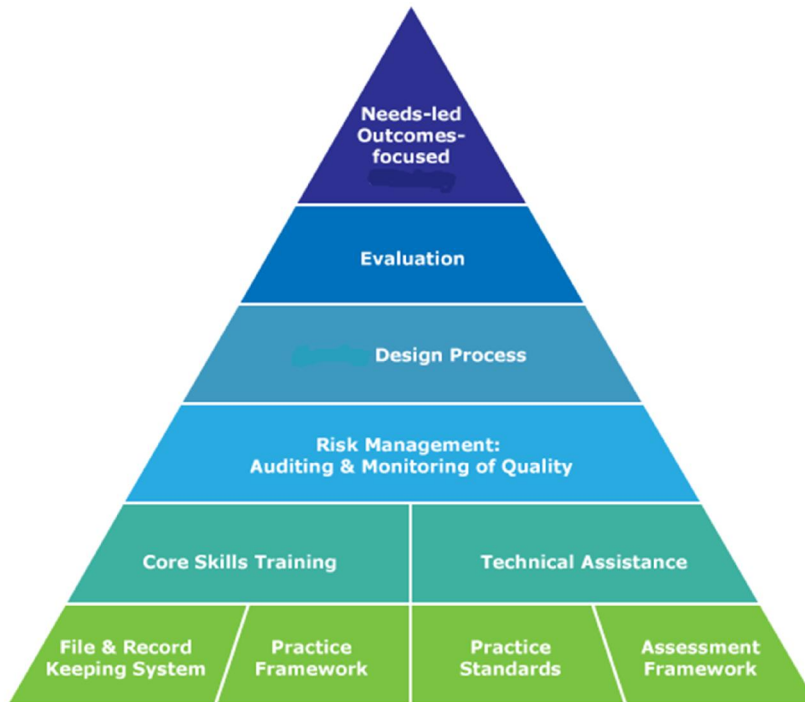 Needs-led
Outcomes-
focused
Evaluation
Design Process
Risk Management:
Auditing & Monitoring of Quality
Core Skills Training
Technical Assistance
File & Record
Keeping System
Practice
Framework
Practice
Standards
Assessment
Framework